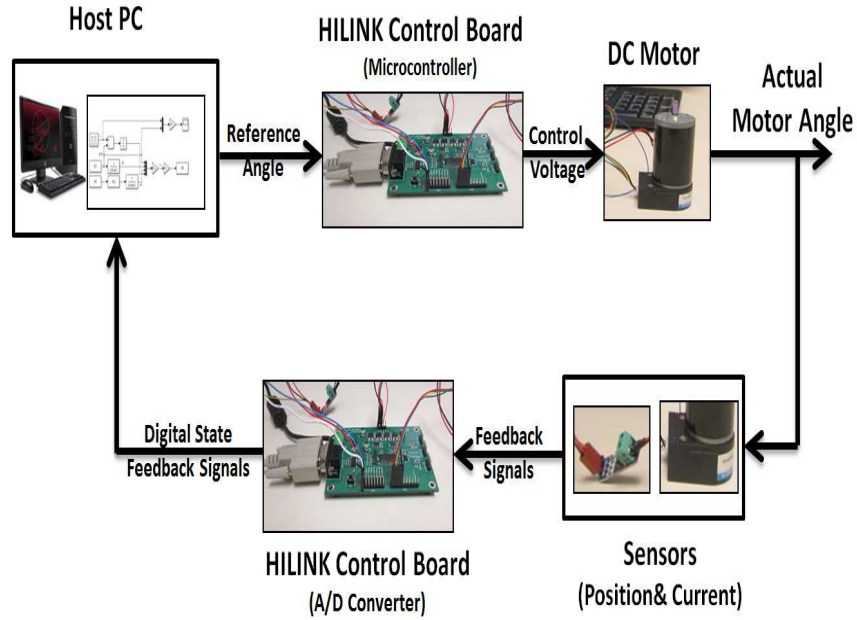 Host PC
HILINK Control Board
(Microcontroller)
DC Motor
Actual
Motor Angle
Reference
Angle
Control
Voltage
Digital State
Feedback Signals
Feedback
Signals
HILINK Control Board
(A/D Converter)
Sensors
(Position& Current)